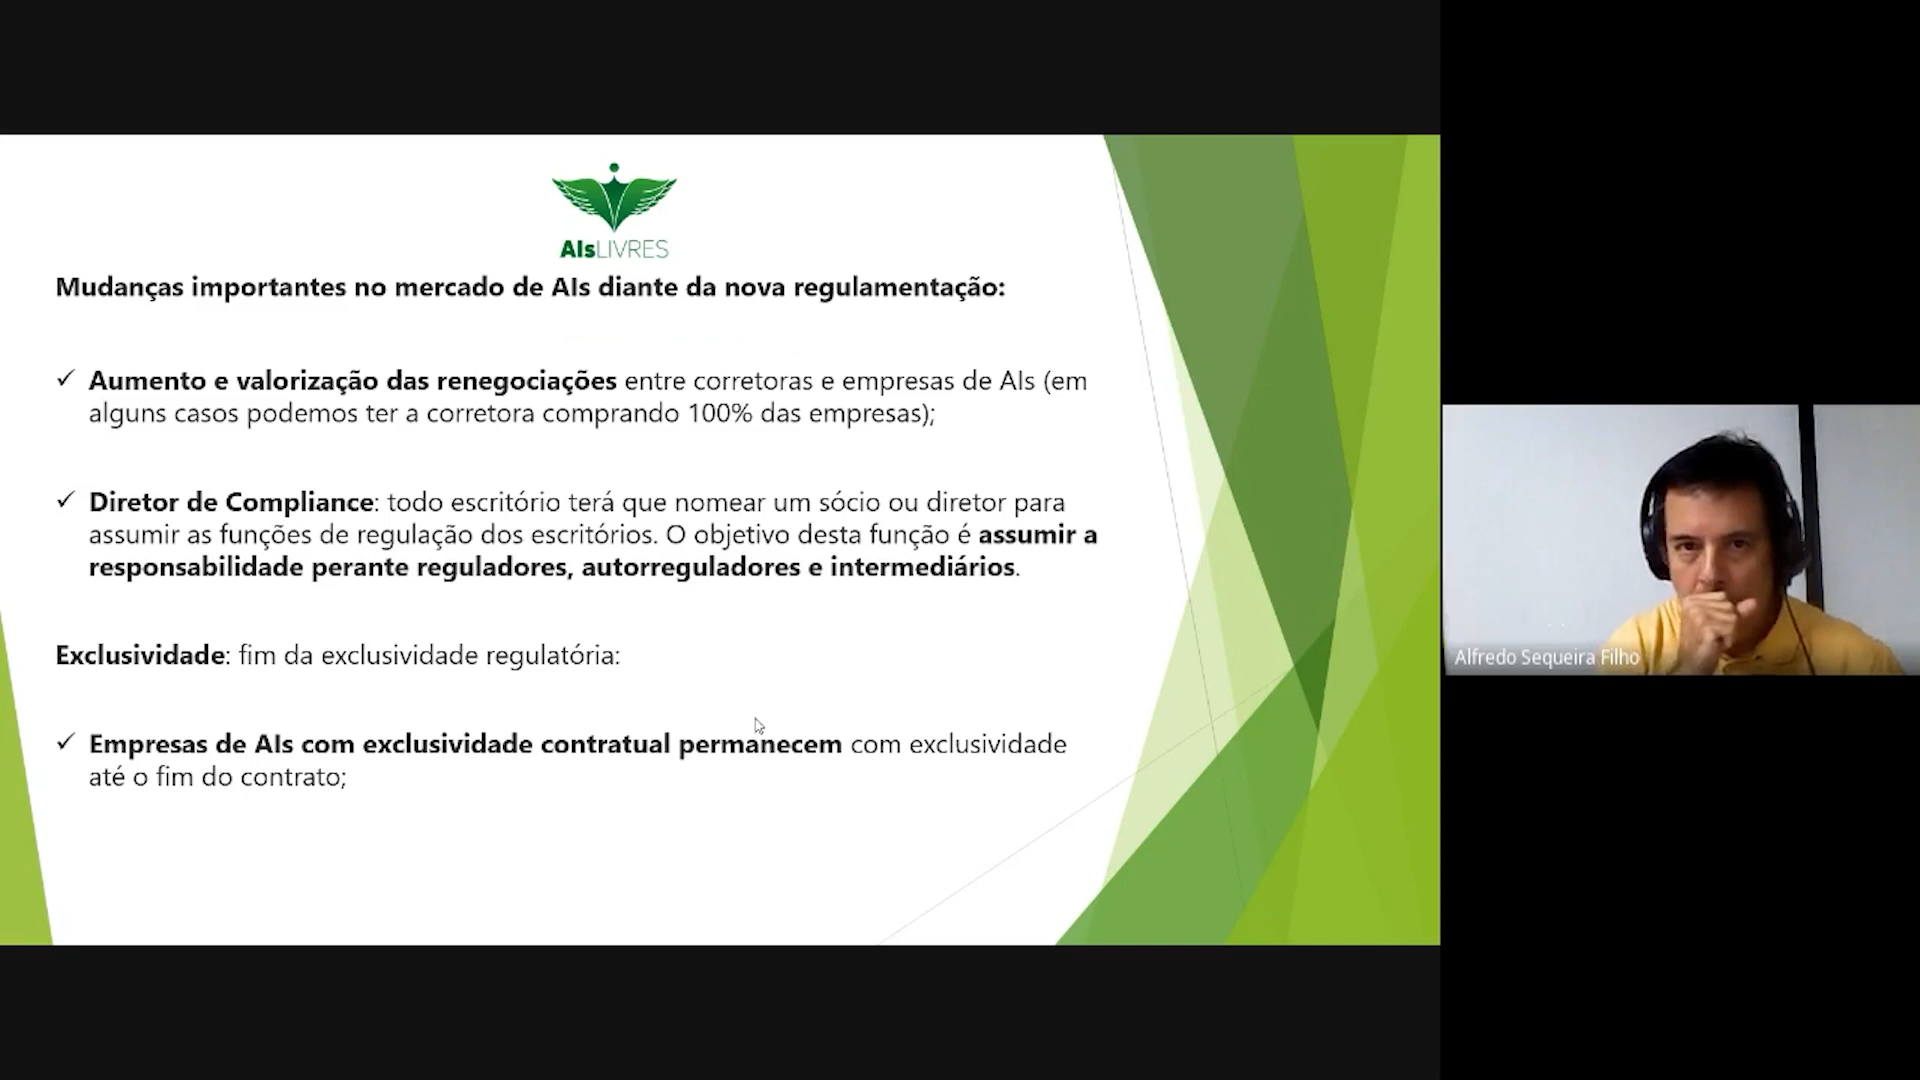 AIsLIVRES
Mudanças importantes no mercado de AIs diante da nova regulamentação:
✓ Aumento e valorização das renegociações entre corretoras e empresas de AIs (em
alguns casos podemos ter a corretora comprando 100% das empresas);
✓ Diretor de Compliance: todo escritório terá que nomear um sócio ou diretor para
assumir as funções de regulação dos escritórios. O objetivo desta função é assumir a
responsabilidade perante reguladores, autorreguladores e intermediários.
Exclusividade: fim da exclusividade regulatória:
✓ Empresas de AIs com exclusividade contratual permanecem com exclusividade
até o fim do contrato;
Alfredo Sequeira Filho